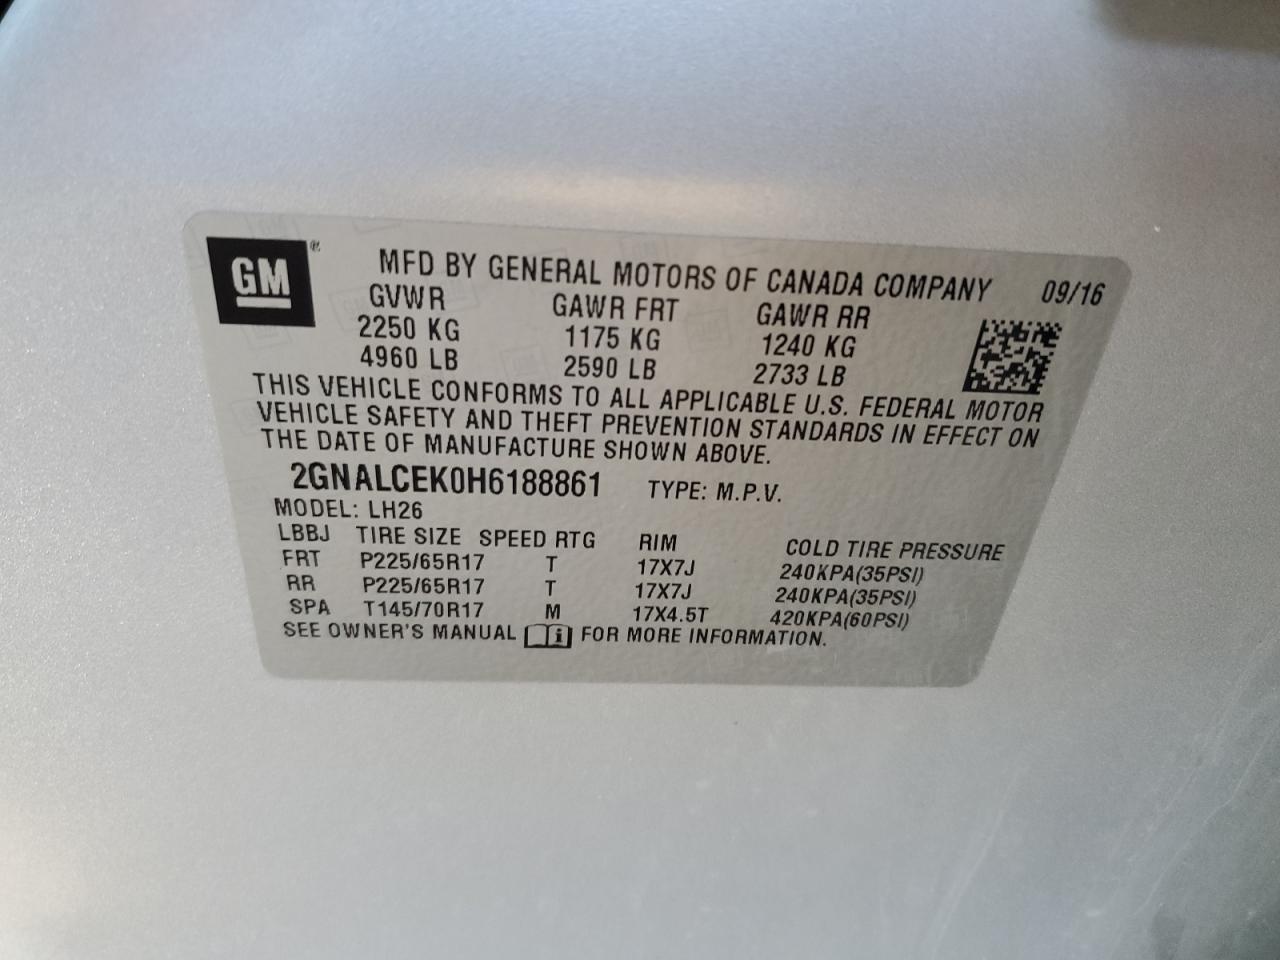 GM ®
MFD BY GENERAL MOTORS OF CANADA COMPANY 09/16
GVWR GAWR FRT GAWR RR
2250 KG 1175 KG 1240 KG
4960 LB 2590 LB 2733 LB
THIS VEHICLE CONFORMS TO ALL APPLICABLE U.S. FEDERAL MOTOR
VEHICLE SAFETY AND THEFT PREVENTION STANDARDS IN EFFECT ON
THE DATE OF MANUFACTURE SHOWN ABOVE.
2GNALCEK0H6188861 TYPE: M.P.V.
MODEL: LH26
LBBJ TIRE SIZE SPEED RTG RIM COLD TIRE PRESSURE
FRT P225/65R17 T 17X7J 240KPA(35PSI)
RR P225/65R17 T 17X7J 240KPA(35PSI)
SPA T145/70R17 M 17X4.5T 420KPA(60PSI)
SEE OWNER'S MANUAL i FOR MORE INFORMATION.